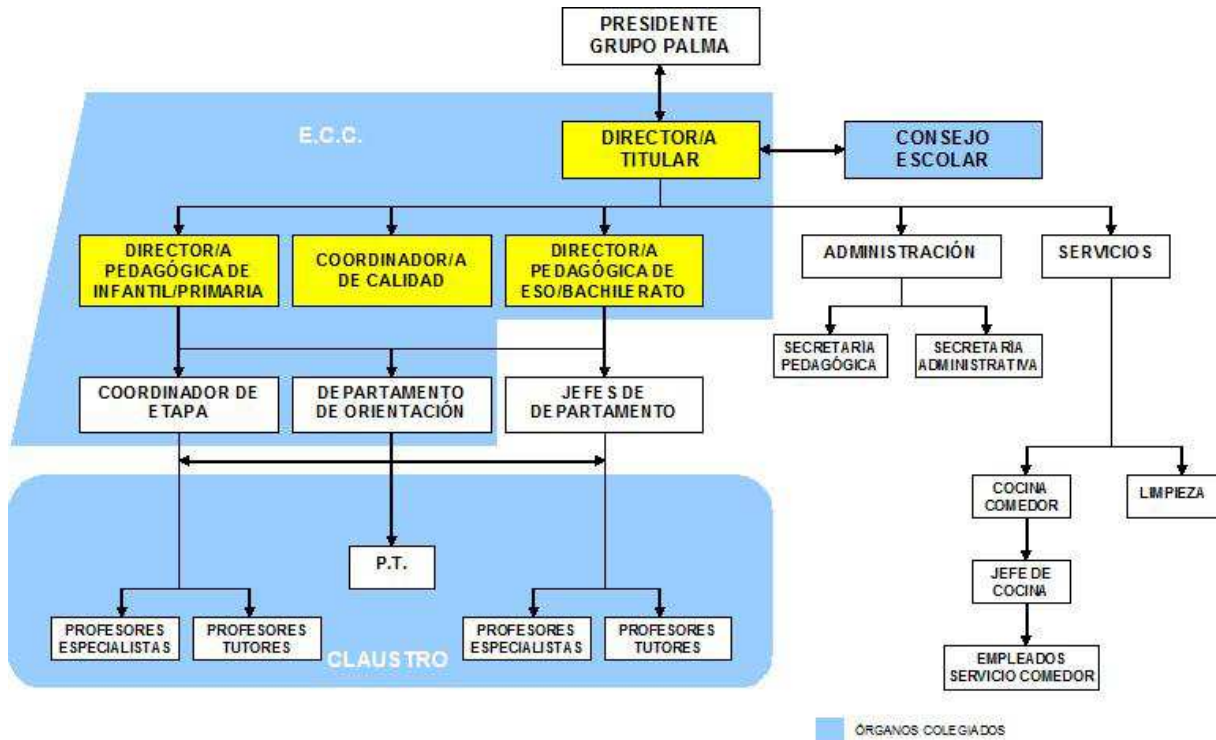 PRESIDENTE
GRUPO PALMA
E.C.C.
DIRECTOR/A
TITULAR
CONSEJO
ESCOLAR
DIRECTOR/A
PEDAGÓGICA DE
INFANTIL/PRIMARIA
COORDINADOR/A
DE CALIDAD
DIRECTOR/A
PEDAGÓGICA DE
ESO/BACHILERATO
ADMINISTRACIÓN
SERVICIOS
SECRETARÍA
PEDAGÓGICA
SECRETARÍA
ADMINISTRATIVA
COORDINADOR DE
ETAPA
DEPARTAMENTO
DE ORIENTACIÓN
JEFES DE
DEPARTAMENTO
COCINA
COMEDOR
LIMPIEZA
P.T.
JEFE DE
COCINA
PROFESORES
ESPECIALISTAS
PROFESORES
TUTORES
PROFESORES
ESPECIALISTAS
PROFESORES
TUTORES
CLAUSTRO
EMPLEADOS
SERVICIO COMEDOR
ÓRGANOS COLEGIADOS